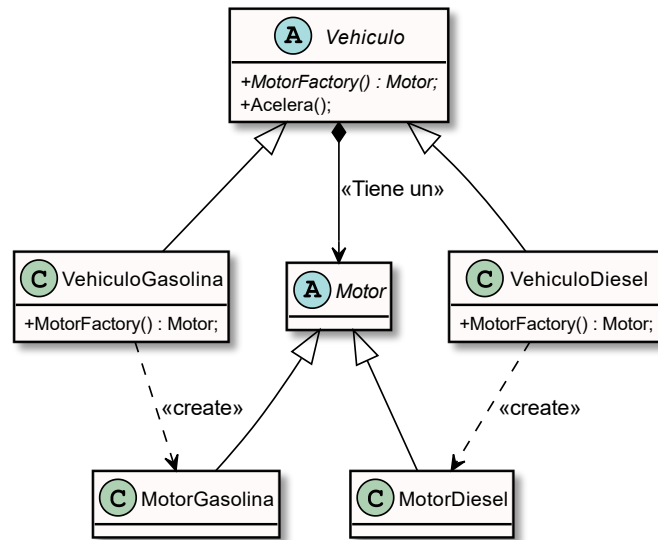 A Vehiculo
+MotorFactory() : Motor;
+Acelera();
«Tiene un»
C VehiculoGasolina
+MotorFactory() : Motor;
A Motor
C VehiculoDiesel
+MotorFactory() : Motor;
«create»
«create»
C MotorGasolina
C MotorDiesel